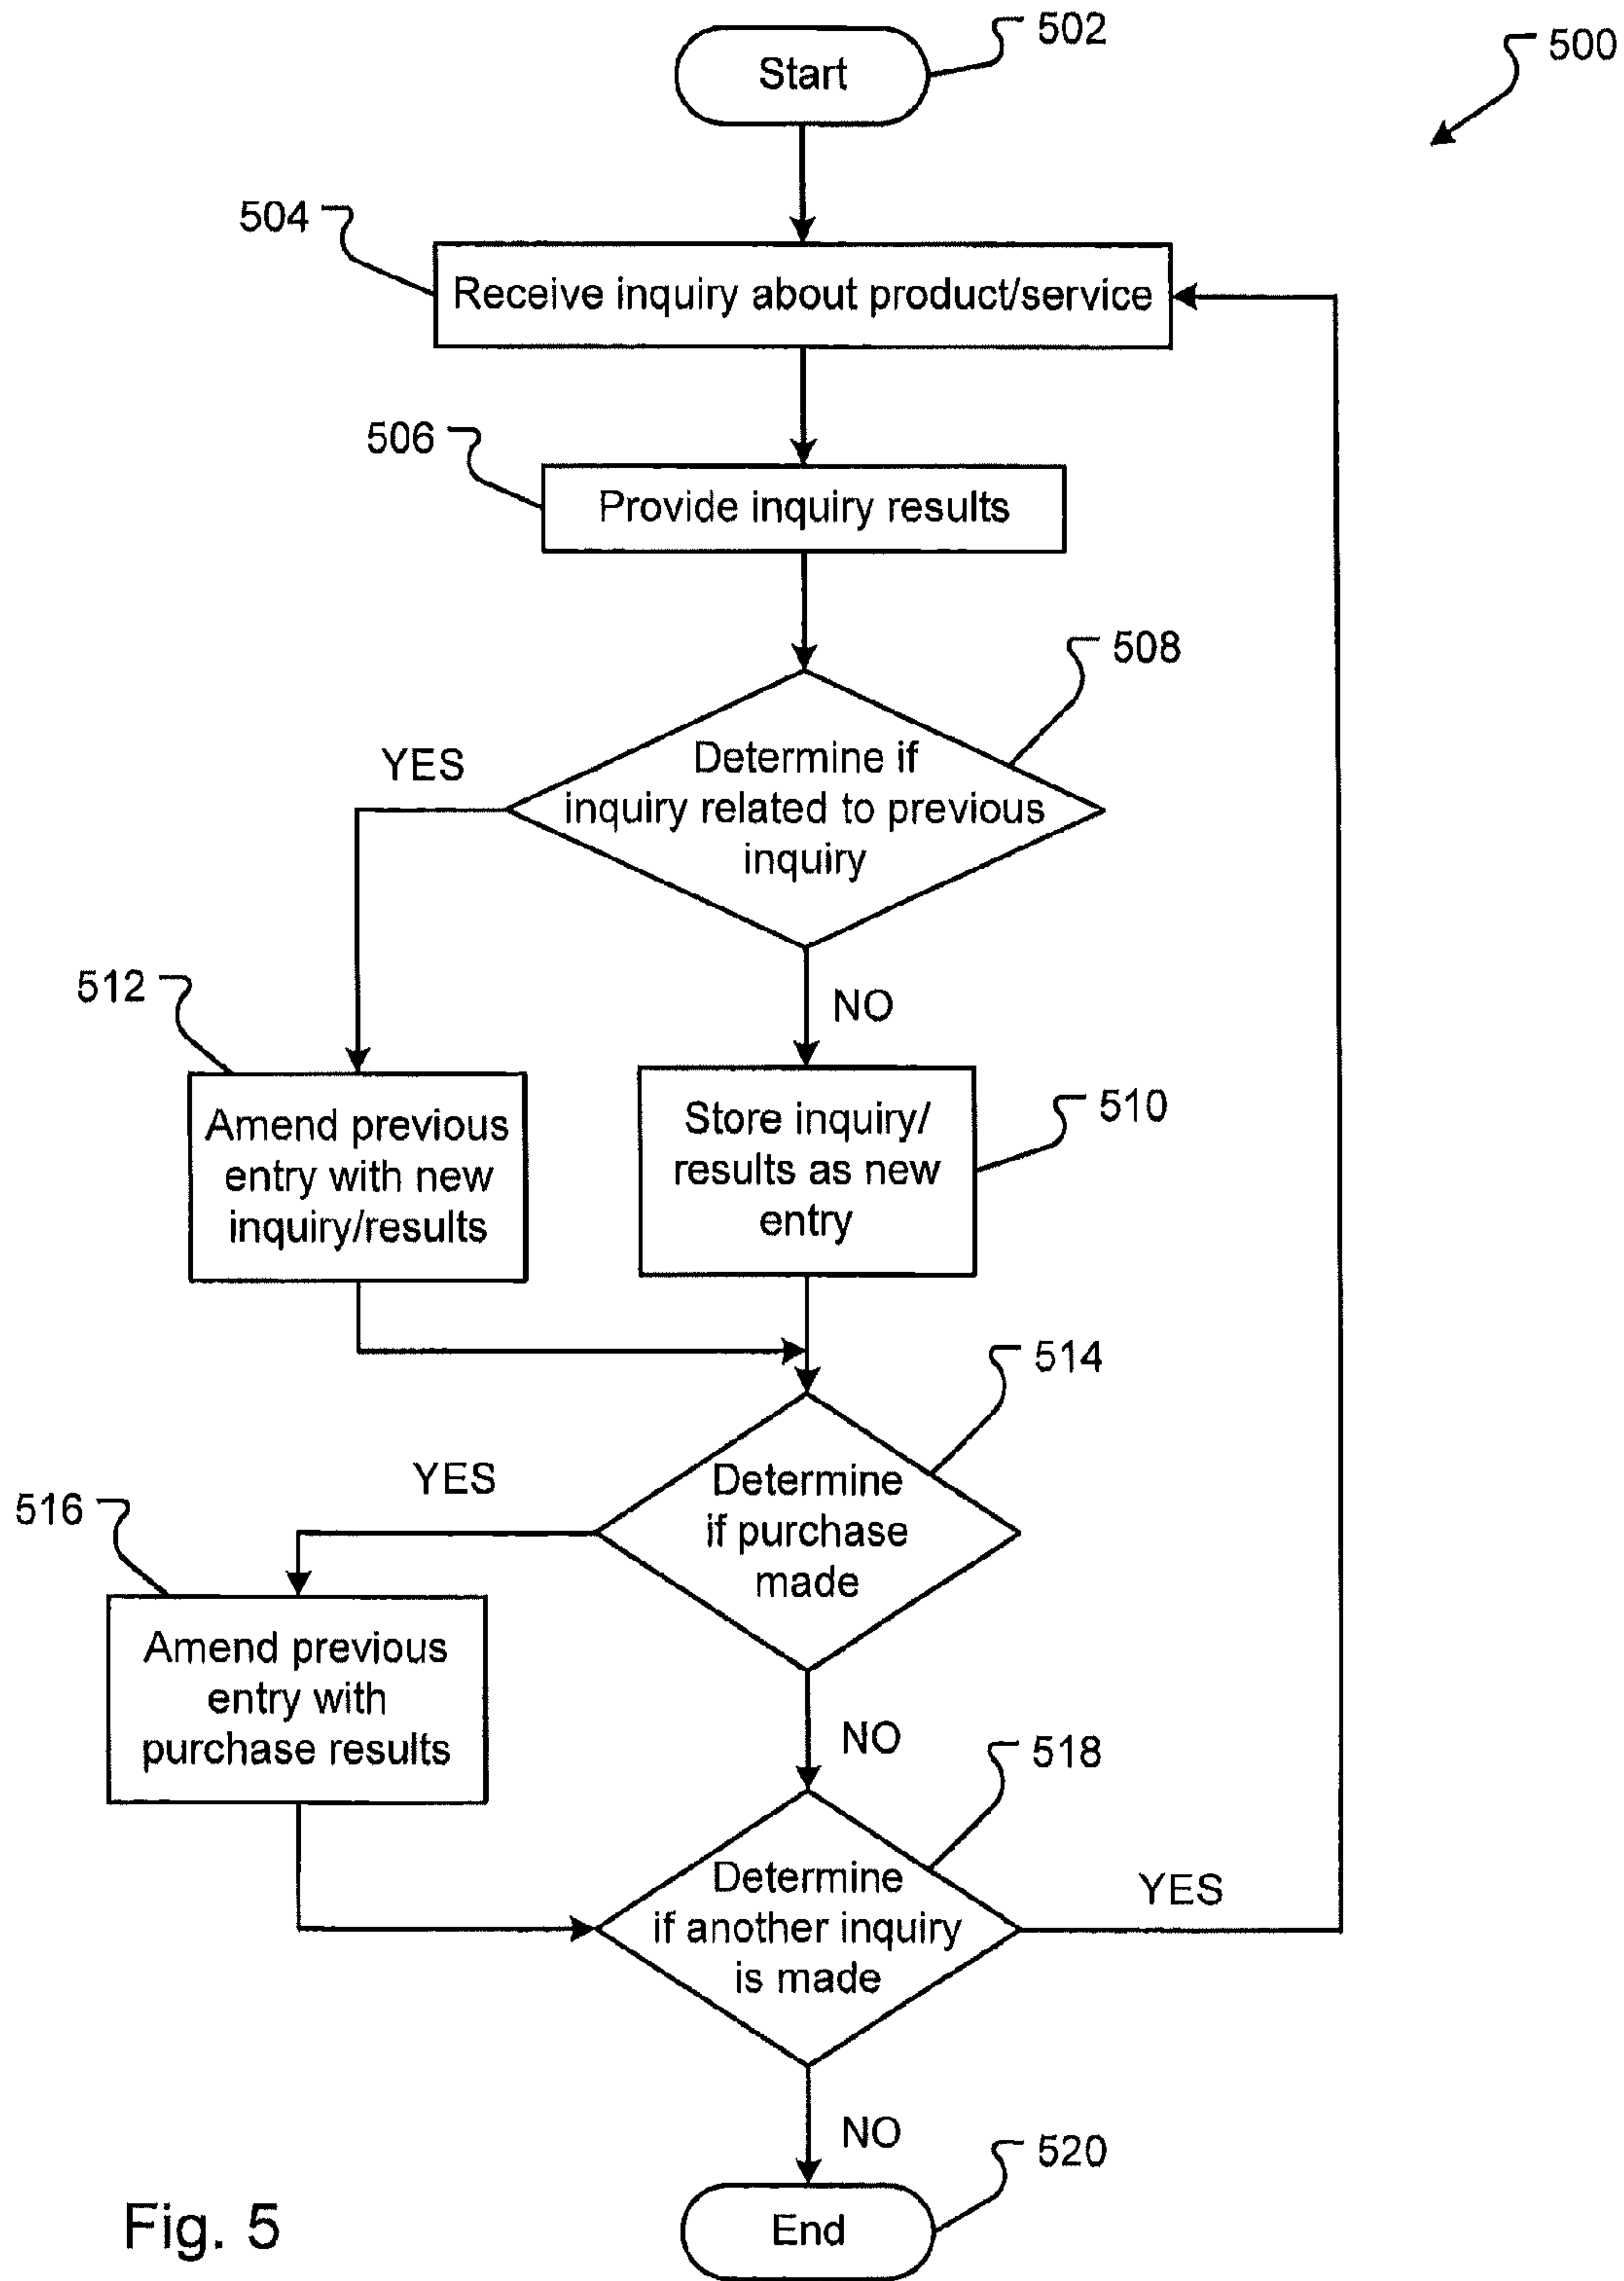 502
500
Start
504
Receive inquiry about product/service
506
Provide inquiry results
508
YES
Determine if
inquiry related to previous
inquiry
512
NO
Amend previous
entry with new
inquiry/results
Store inquiry/
results as new
entry
510
514
YES
Determine
if purchase
made
516
Amend previous
entry with
purchase results
NO
518
Determine
if another inquiry
is made
YES
NO
520
End
Fig. 5